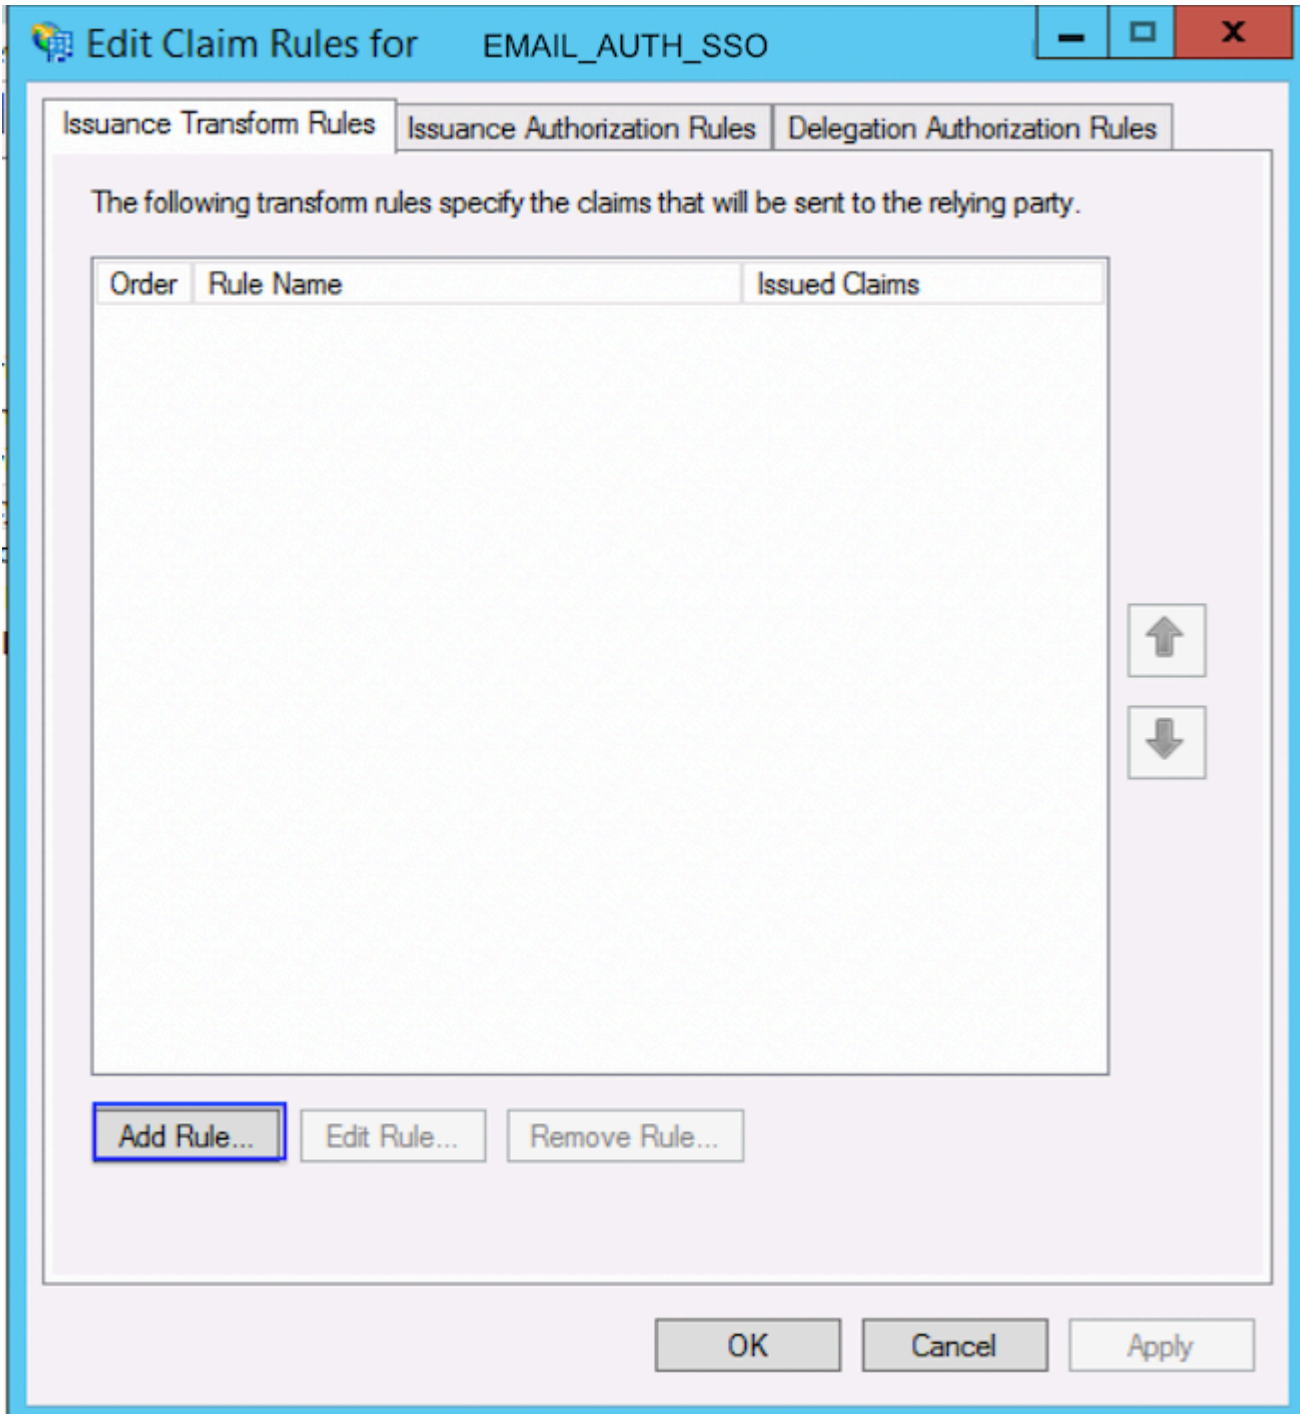 Edit Claim Rules for EMAIL_AUTH_SSO
Issuance Transform Rules Issuance Authorization Rules Delegation Authorization Rules
The following transform rules specify the claims that will be sent to the relying party.
Order Rule Name Issued Claims
Add Rule... Edit Rule... Remove Rule...
OK Cancel Apply